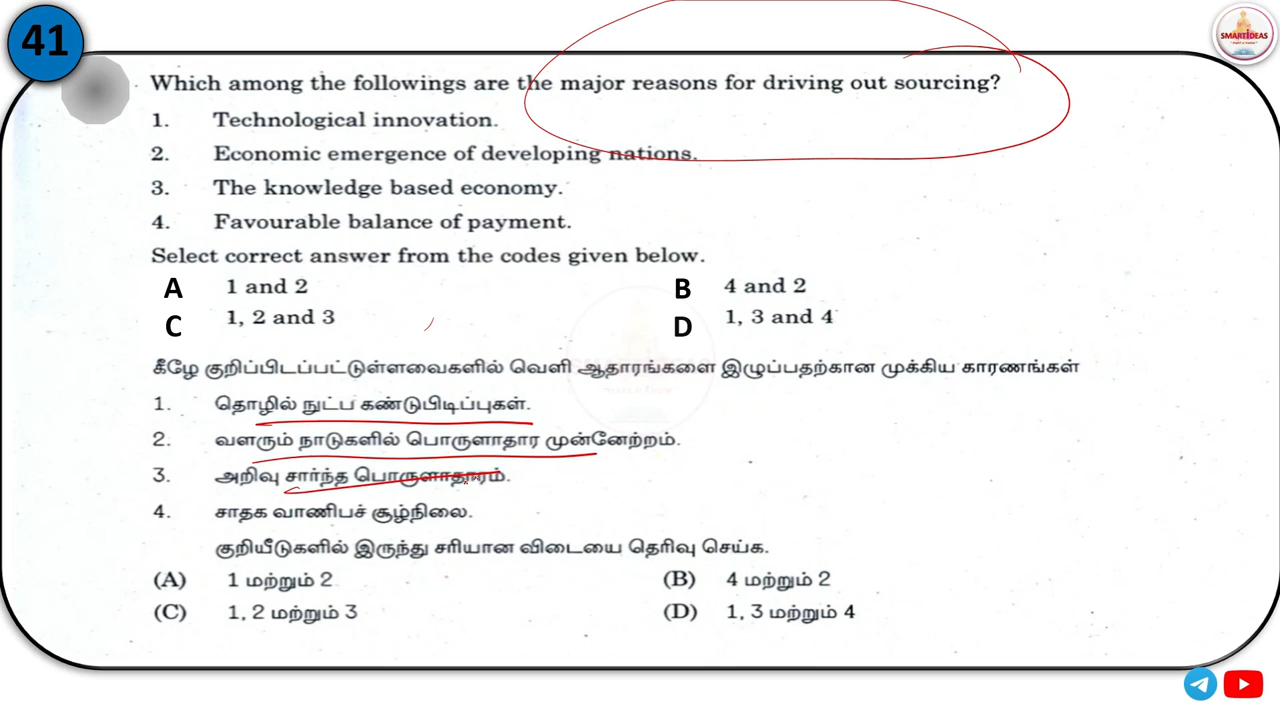 41
SMARTIDEAS
Which among the followings are the major reasons for driving out sourcing?
1. Technological innovation.
2. Economic emergence of developing nations.
3. The knowledge based economy.
4. Favourable balance of payment.
Select correct answer from the codes given below.
A 1 and 2 B 4 and 2
C 1, 2 and 3 D 1, 3 and 4
கீழே குறிப்பிடப்பட்டுள்ளவைகளில் வெளி ஆதாரங்களை இழுப்பதற்கான முக்கிய காரணங்கள்
1. தொழில் நுட்ப கண்டுபிடிப்புகள்.
2. வளரும் நாடுகளில் பொருளாதார முன்னேற்றம்.
3. அறிவு சார்ந்த பொருளாதாரம்.
4. சாதக வாணிபச் சூழ்நிலை.
குறியீடுகளில் இருந்து சரியான விடையை தெரிவு செய்க.
(A) 1 மற்றும் 2 (B) 4 மற்றும் 2
(C) 1, 2 மற்றும் 3 (D) 1, 3 மற்றும் 4